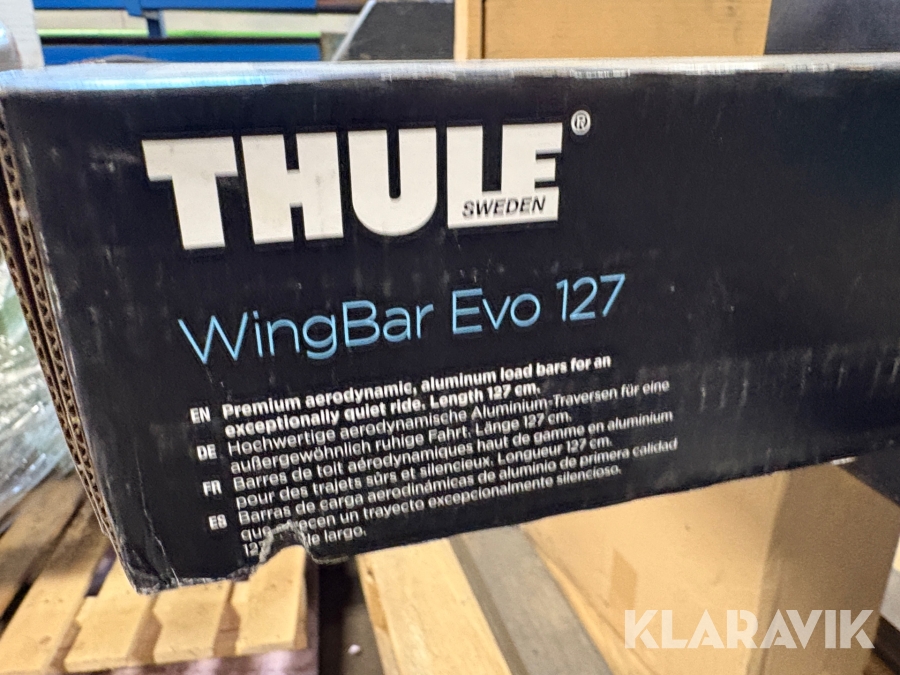 THULE®
SWEDEN
WingBar Evo 127
EN Premium aerodynamic, aluminum load bars for an
exceptionally quiet ride. Length 127 cm.
DE Hochwertige aerodynamische Aluminium-Traversen für eine
außergewöhnlich ruhige Fahrt. Länge 127 cm.
FR Barres de toit aérodynamiques haut de gamme en aluminium
pour des trajets sûrs et silencieux. Longueur 127 cm.
ES Barras de carga aerodinámicas de aluminio de primera calidad
que un trayecto excepcionalmente silencioso.
largo.
KLARAVIK